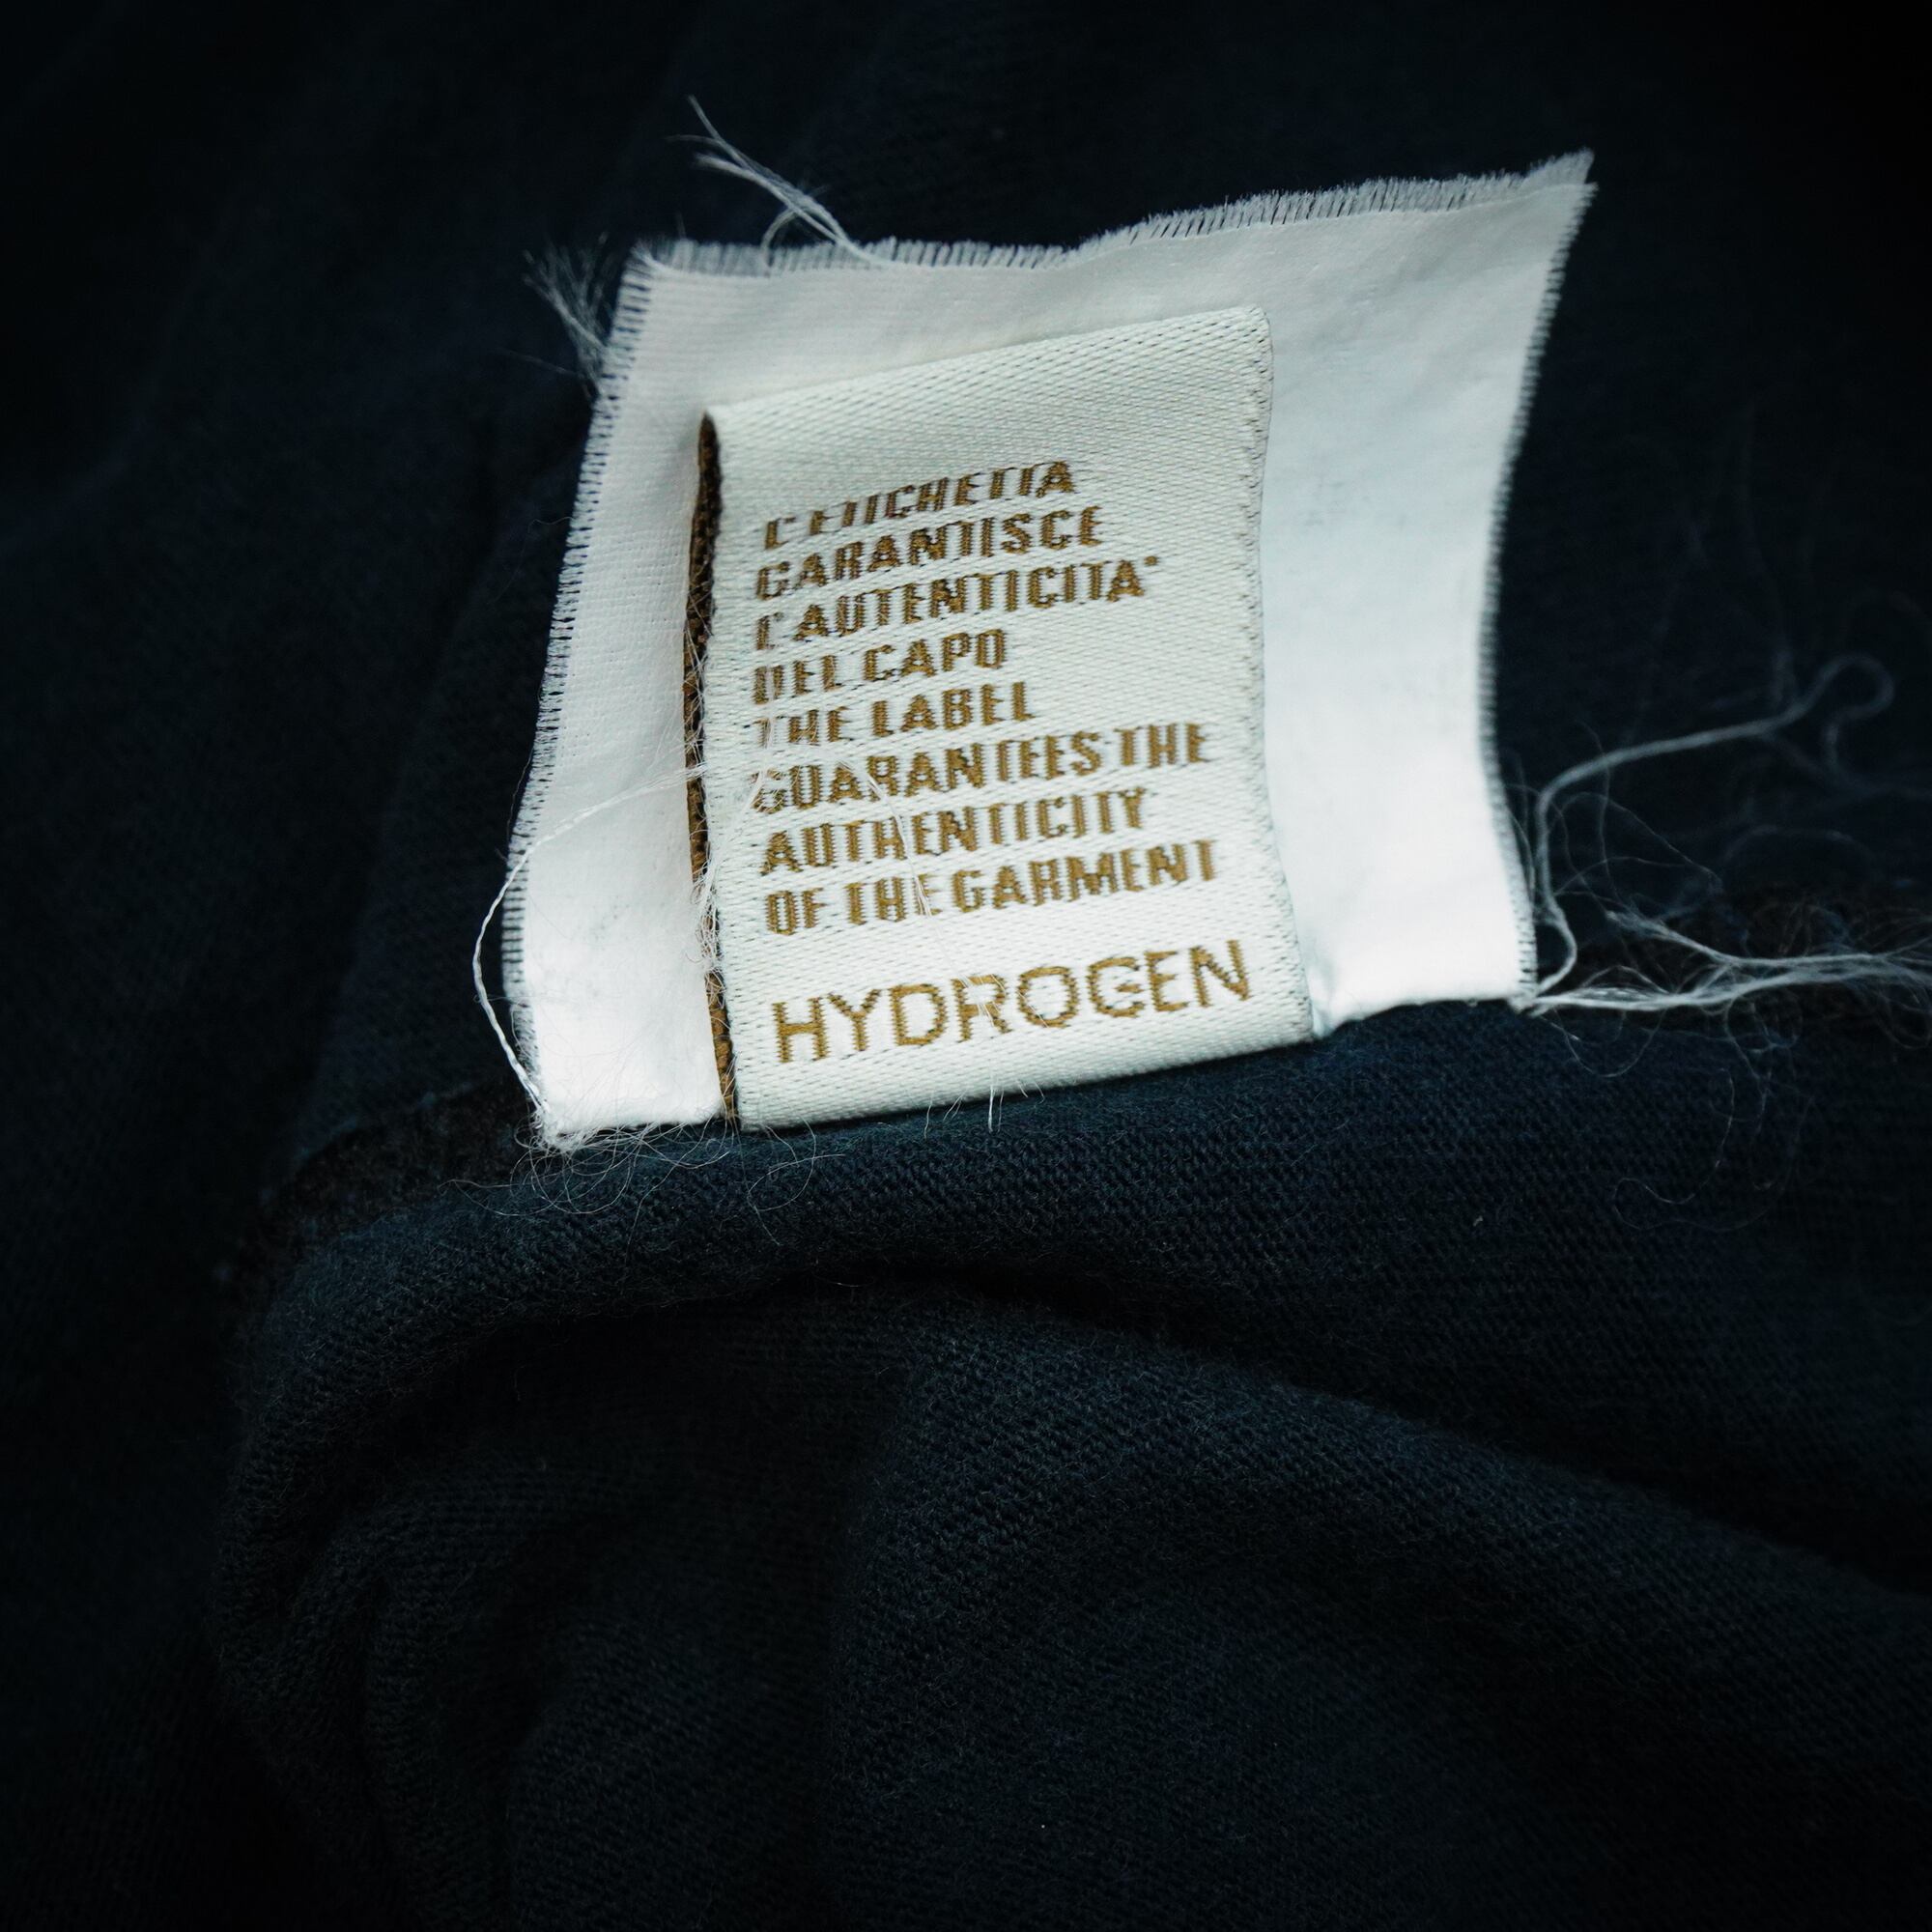 L'ETICHETTA
GARANTISCE
L'AUTENTICITA'
DEL CAPO
THE LABEL
GUARANTEES THE
AUTHENTICITY
OF THE GARMENT
HYDROGEN